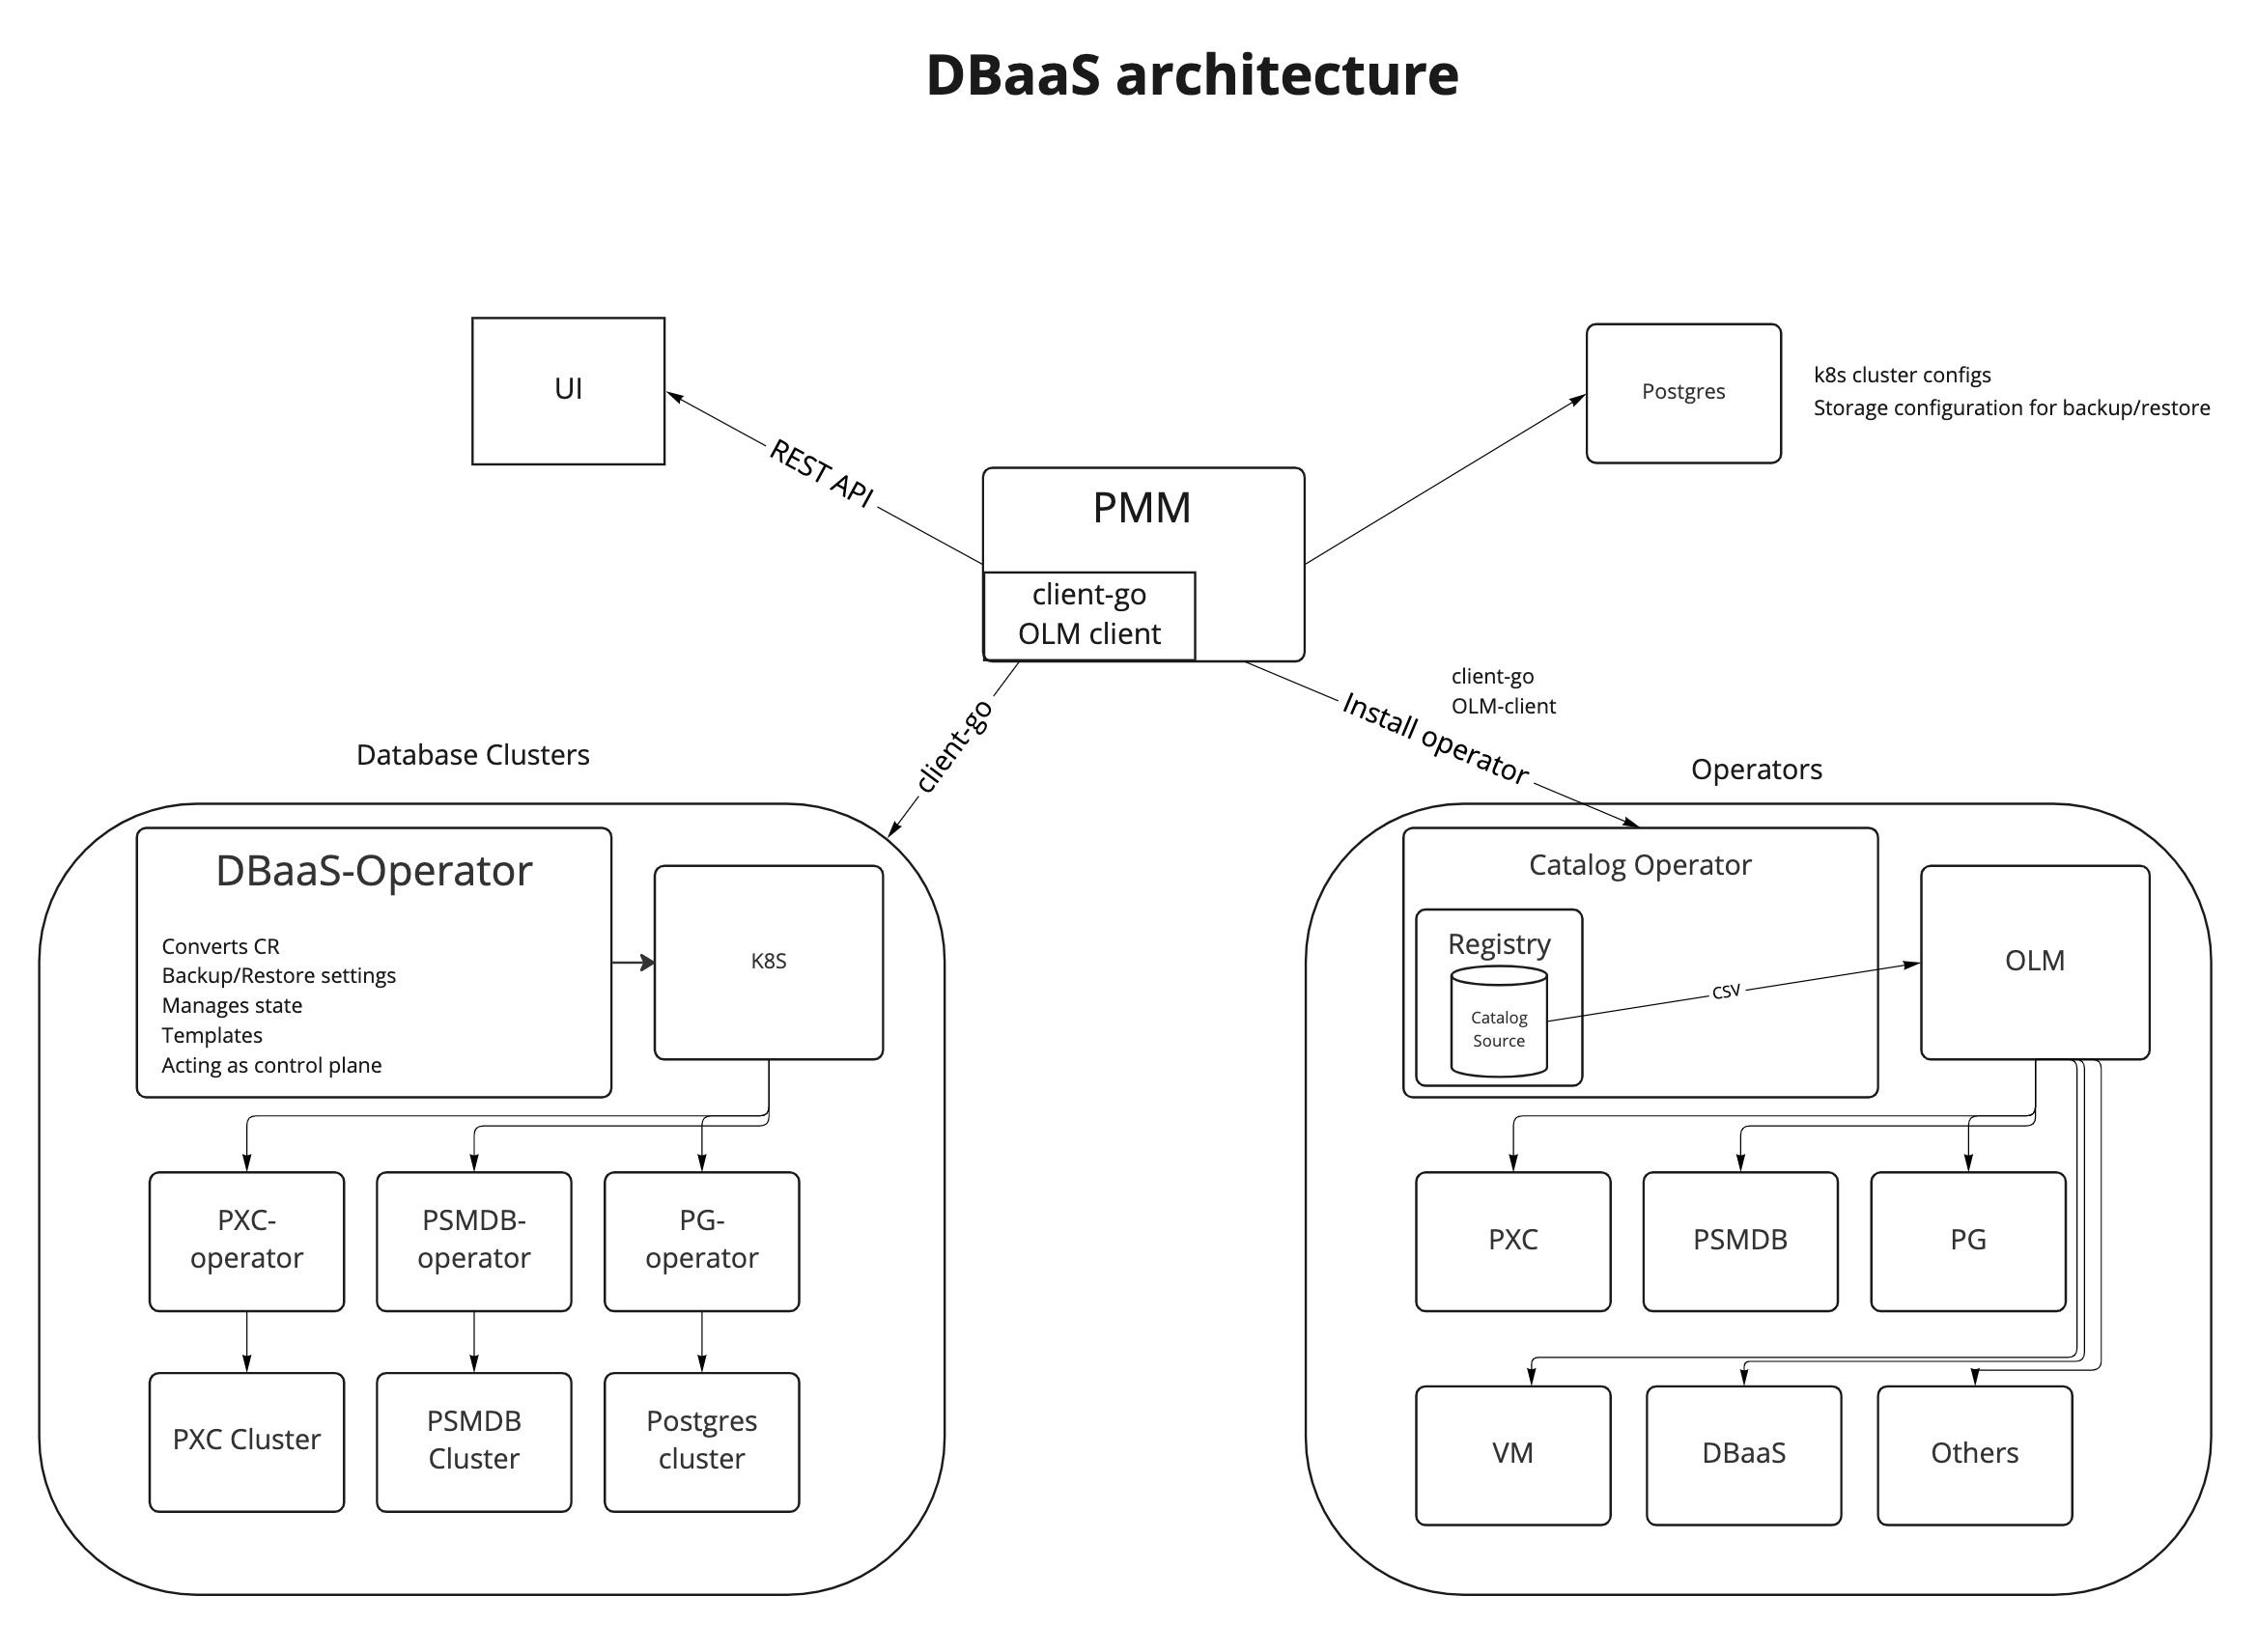 DBaaS architecture
UI
Postgres
k8s cluster configs
Storage configuration for backup/restore
REST API
PMM
client-go
OLM client
client-go
Install operator
client-go
OLM-client
Database Clusters
DBaaS-Operator
Converts CR
Backup/Restore settings
Manages state
Templates
Acting as control plane
K8S
PXC-
operator
PSMDB-
operator
PG-
operator
PXC Cluster
PSMDB
Cluster
Postgres
cluster
Operators
Catalog Operator
Registry
Catalog
Source
CSV
OLM
PXC
PSMDB
PG
VM
DBaaS
Others